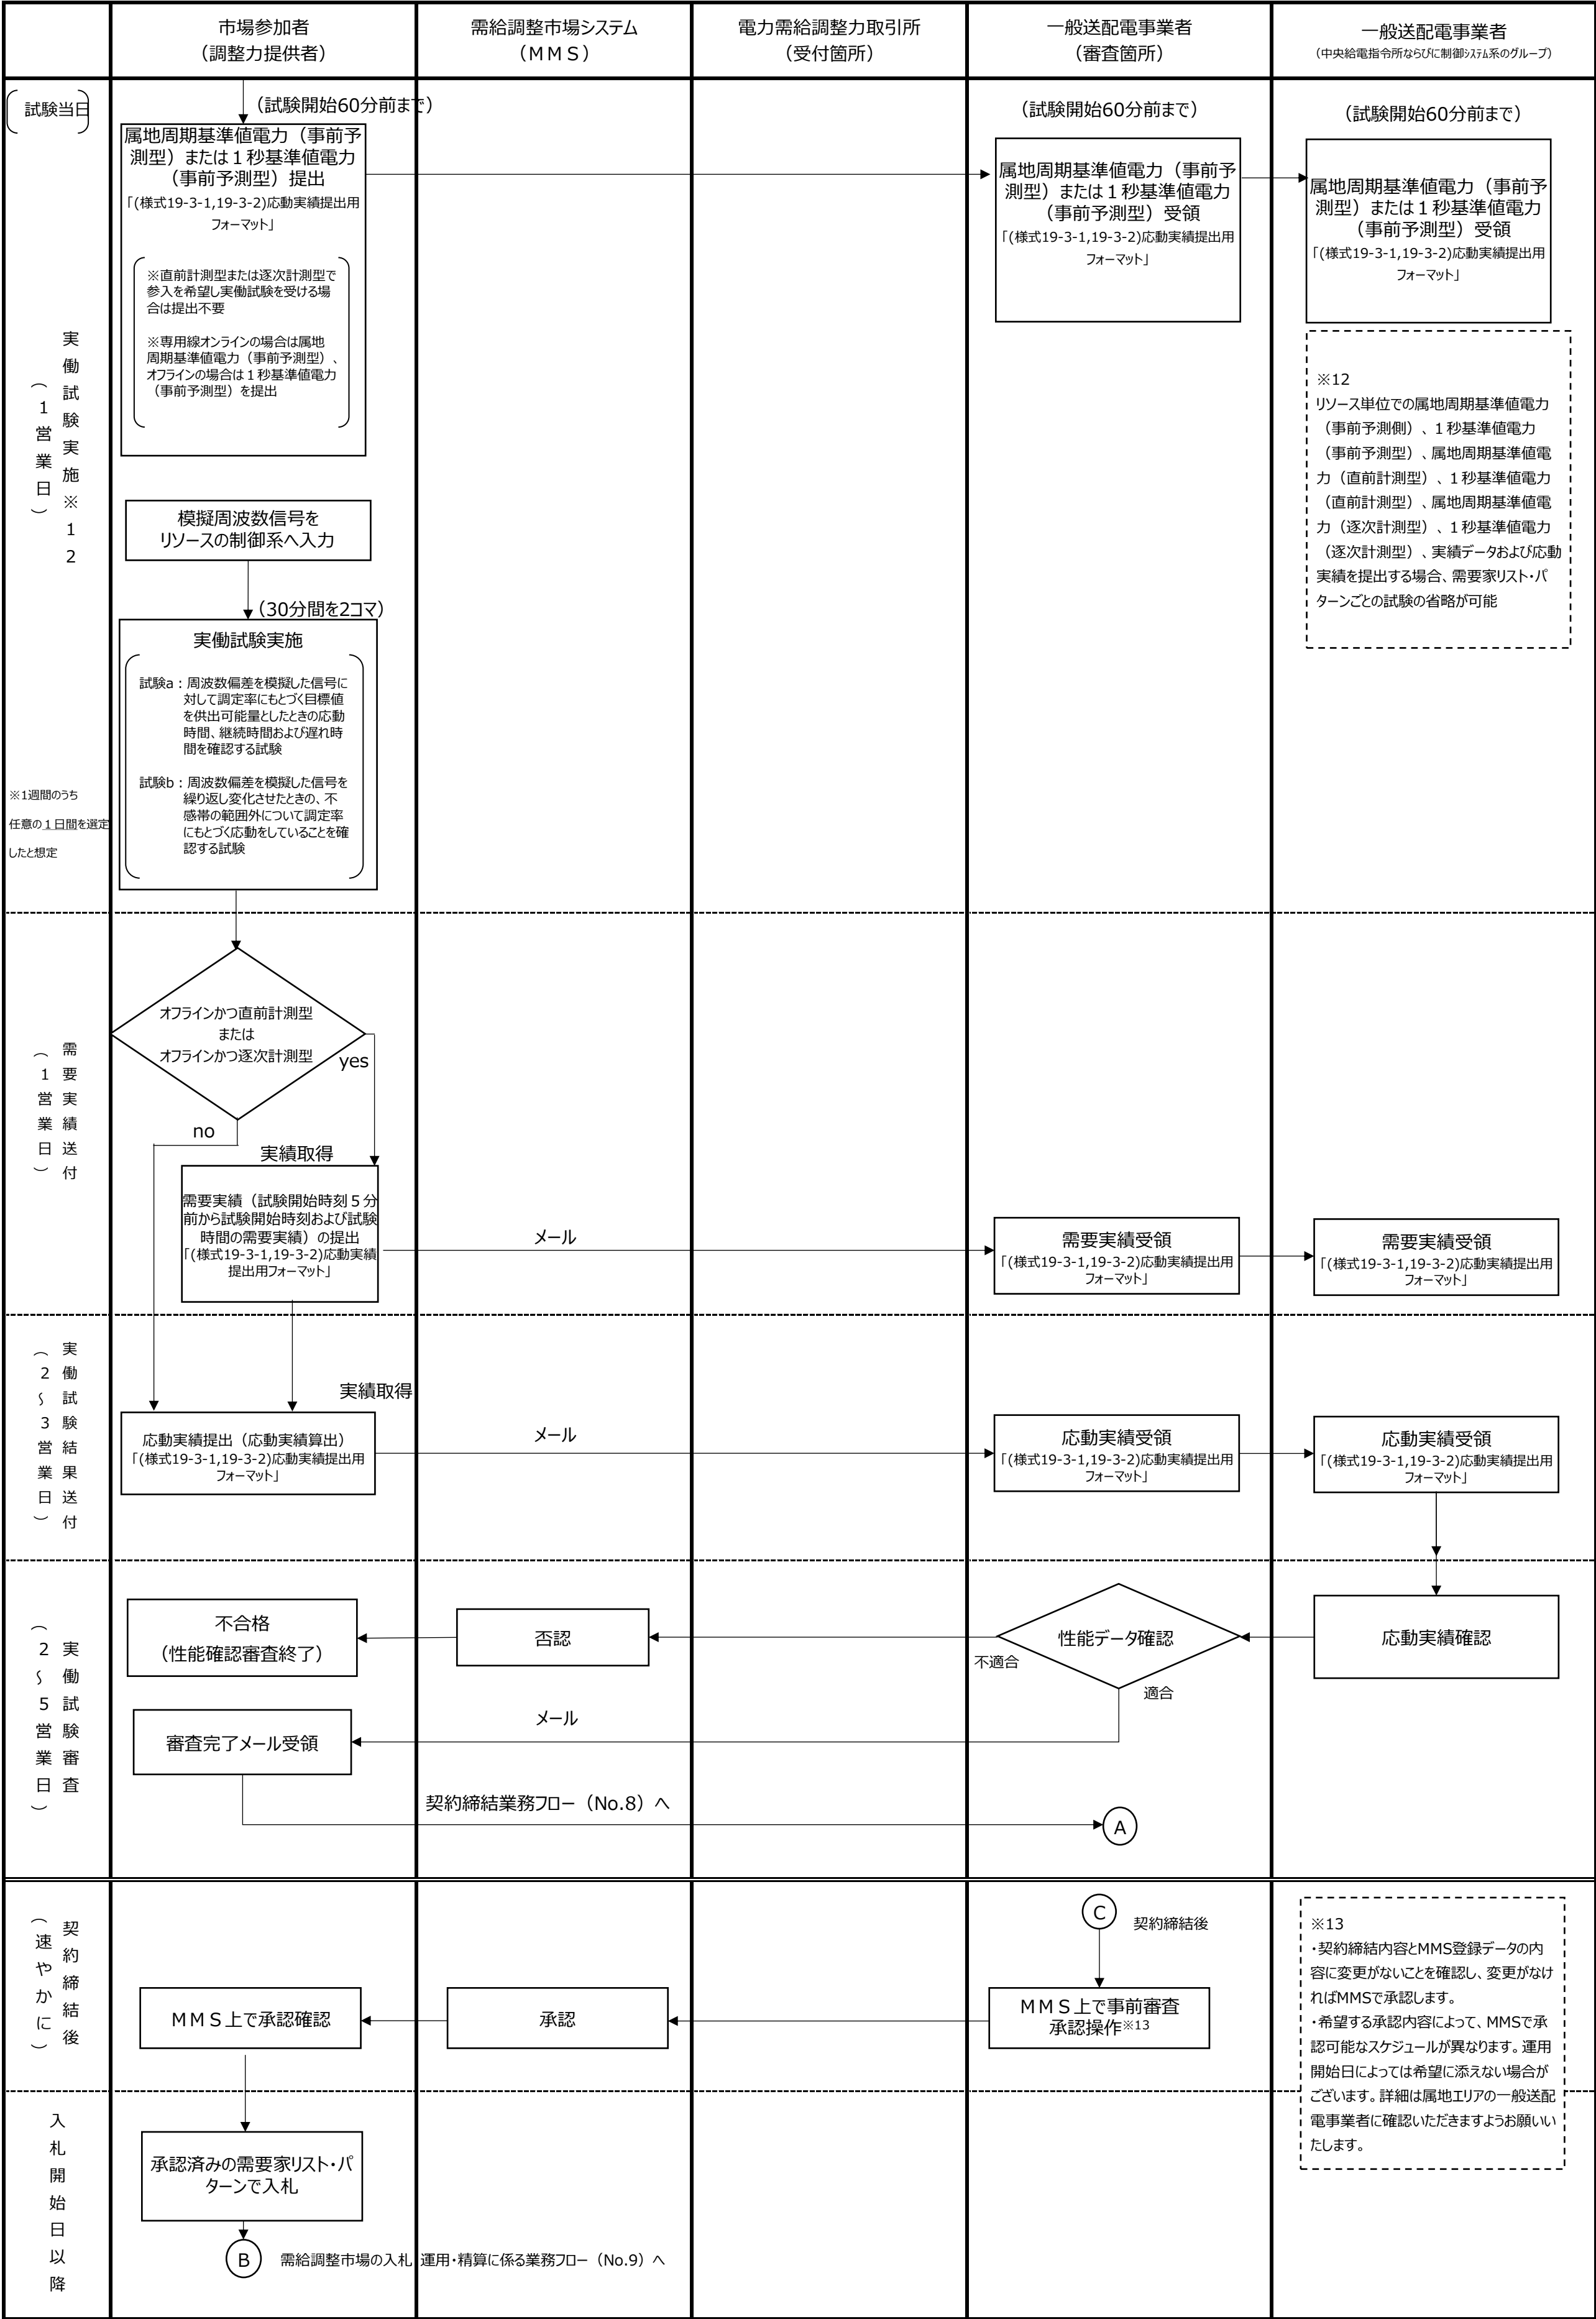 市場参加者
（調整力提供者）
需給調整市場システム
（ＭＭＳ）
電力需給調整力取引所
（受付箇所）
一般送配電事業者
（審査箇所）
一般送配電事業者
（中央給電指令所ならびに制御システム系のグループ）
試験当日
実働試験実施※１２
（１営業日）
※1週間のうち
任意の１日間を選定
したと想定
（試験開始60分前まで）
属地周期基準値電力（事前予
測型）または１秒基準値電力
（事前予測型）提出
「(様式19-3-1,19-3-2)応動実績提出用
フォーマット」
※直前計測型または逐次計測型で
参入を希望し実働試験を受ける場
合は提出不要
※専用線オンラインの場合は属地
周期基準値電力（事前予測型）、
オフラインの場合は１秒基準値電力
（事前予測型）を提出
（試験開始60分前まで）
属地周期基準値電力（事前予
測型）または１秒基準電力
（事前予測型）受領
「(様式19-3-1,19-3-2)応動実績提出用
フォーマット」
（試験開始60分前まで）
属地周期基準値電力（事前予
測型）または１秒基準値電力
（事前予測型）受領
「(様式19-3-1,19-3-2)応動実績提出用
フォーマット」
※12
リソース単位での属地周期基準値電力
（事前予測側）、１秒基準値電力
（事前予測型）、属地周期基準値電
力（直前計測型）、１秒基準値電力
（直前計測型）、属地周期基準値電
力（逐次計測型）、１秒基準値電力
（逐次計測型）、実績データおよび応動
実績を提出する場合、需要家リスト・パ
ターンごとの試験の省略が可能
模擬周波数信号を
リソースの制御系へ入力
（30分間を2コマ）
実働試験実施
試験a：周波数偏差を模擬した信号に
対して調定率にもとづく目標値
を供出可能量としたときの応動
時間、継続時間および遅れ時
間を確認する試験
試験b：周波数偏差を模擬した信号を
繰り返し変化させたときの、不
感帯の範囲外について調定率
にもとづく応動をしていることを確
認する試験
需要実績送付
（１営業日）
オフラインかつ直前計測型
または
オフラインかつ逐次計測型
yes
no
実績取得
需要実績（試験開始時刻５分
前から試験開始時刻および試験
時間の需要実績）の提出
「(様式19-3-1,19-3-2)応動実績
提出用フォーマット」
メール
需要実績受領
「(様式19-3-1,19-3-2)応動実績提出用
フォーマット」
需要実績受領
「(様式19-3-1,19-3-2)応動実績提出用
フォーマット」
実働試験結果送付
（２～３営業日）
実績取得
応動実績提出（応動実績算出）
「(様式19-3-1,19-3-2)応動実績提出用
フォーマット」
メール
応動実績受領
「(様式19-3-1,19-3-2)応動実績提出用
フォーマット」
応動実績受領
「(様式19-3-1,19-3-2)応動実績提出用
フォーマット」
実働試験審査
（２～５営業日）
不合格
（性能確認審査終了）
否認
性能データ確認
不適合
適合
応動実績確認
メール
審査完了メール受領
契約締結業務フロー（No.8）へ
A
契約締結後
（速やかに）
C
契約締結後
ＭＭＳ上で承認確認
承認
ＭＭＳ上で事前審査
承認操作※13
※13
・契約締結内容とMMS登録データの内
容に変更がないことを確認し、変更がなけ
ればMMSで承認します。
・希望する承認内容によって、MMSで承
認可能なスケジュールが異なります。運用
開始日によっては希望に添えない場合が
ございます。詳細は属地エリアの一般送配
電事業者に確認いただきますようお願いい
たします。
入札開始日以降
承認済みの需要家リスト・パ
ターンで入札
B
需給調整市場の入札・運用・精算に係る業務フロー（No.9）へ